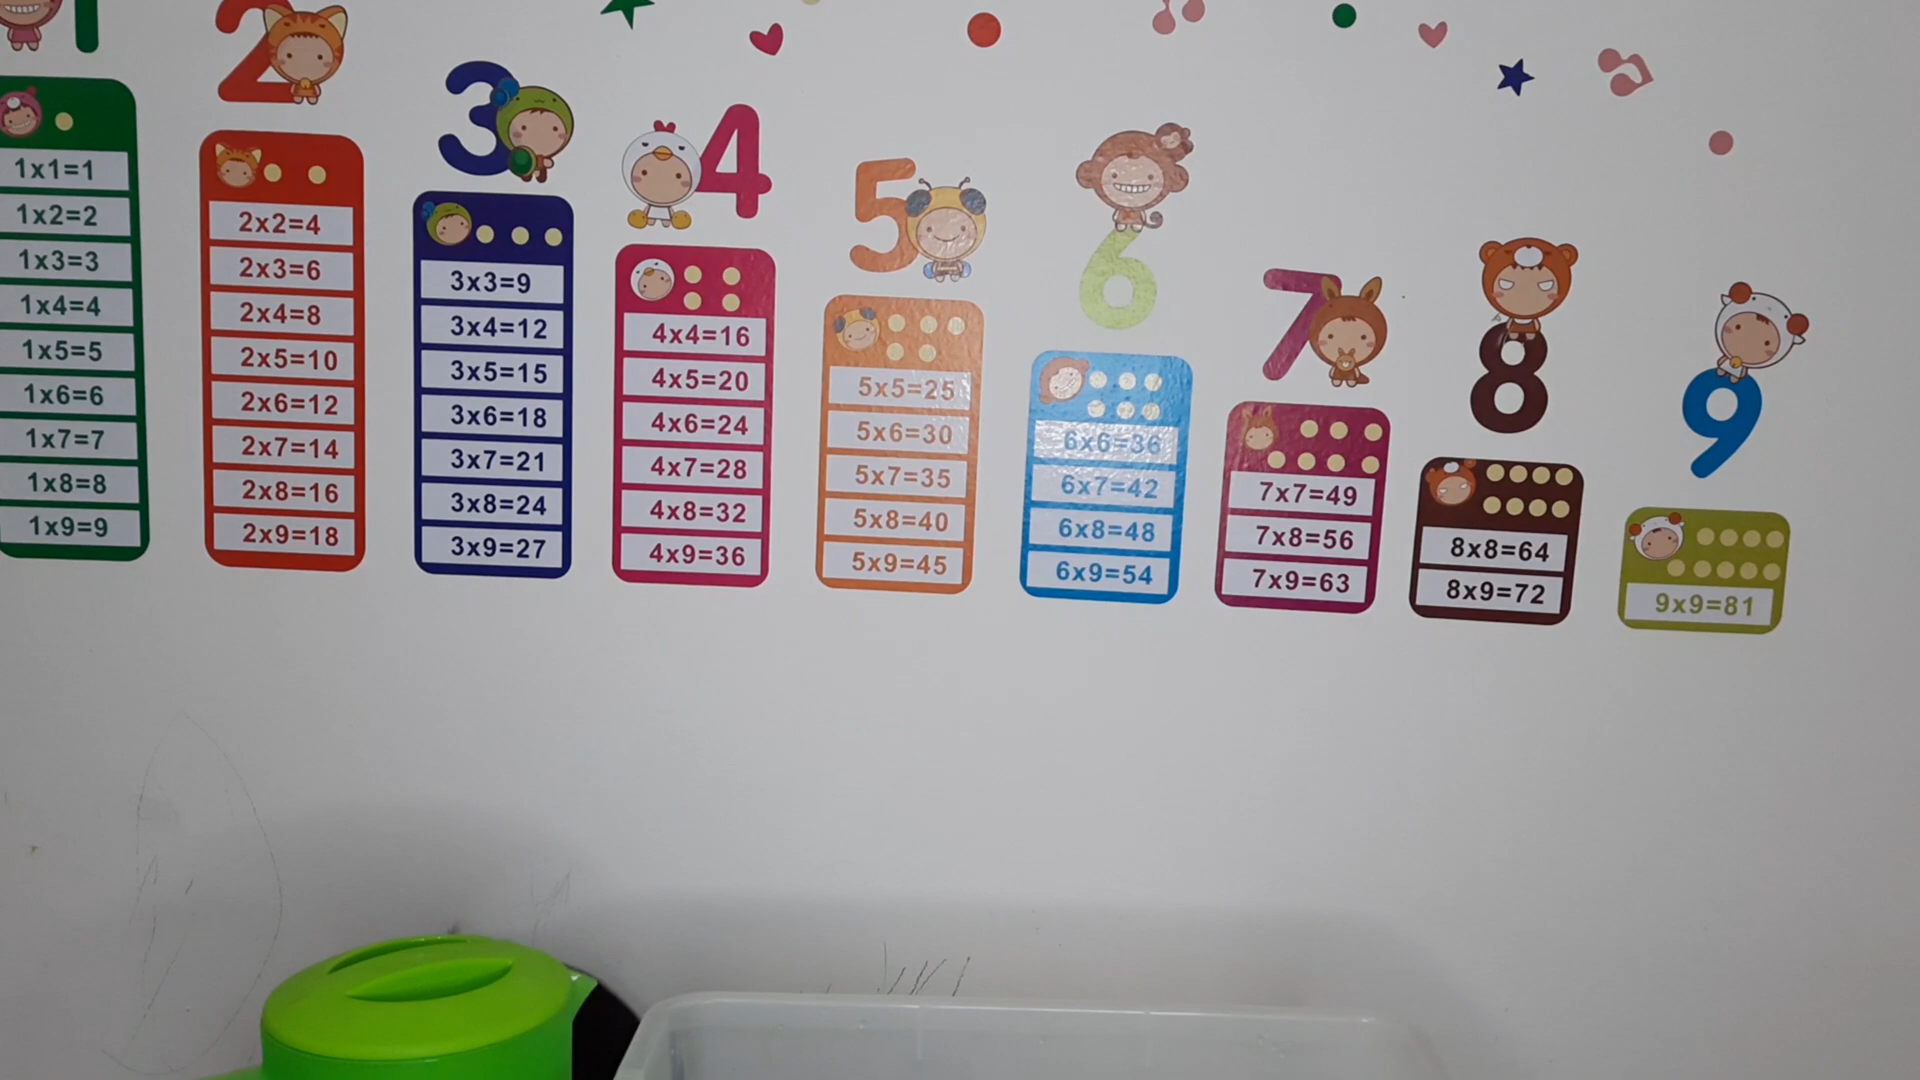 1
1x1=1
1x2=2
1x3=3
1x4=4
1x5=5
1x6=6
1x7=7
1x8=8
1x9=9
2
2x2=4
2x3=6
2x4=8
2x5=10
2x6=12
2x7=14
2x8=16
2x9=18
3
3x3=9
3x4=12
3x5=15
3x6=18
3x7=21
3x8=24
3x9=27
4
4x4=16
4x5=20
4x6=24
4x7=28
4x8=32
4x9=36
5
5x5=25
5x6=30
5x7=35
5x8=40
5x9=45
6
6x6=36
6x7=42
6x8=48
6x9=54
7
7x7=49
7x8=56
7x9=63
8
8x8=64
8x9=72
9
9x9=81